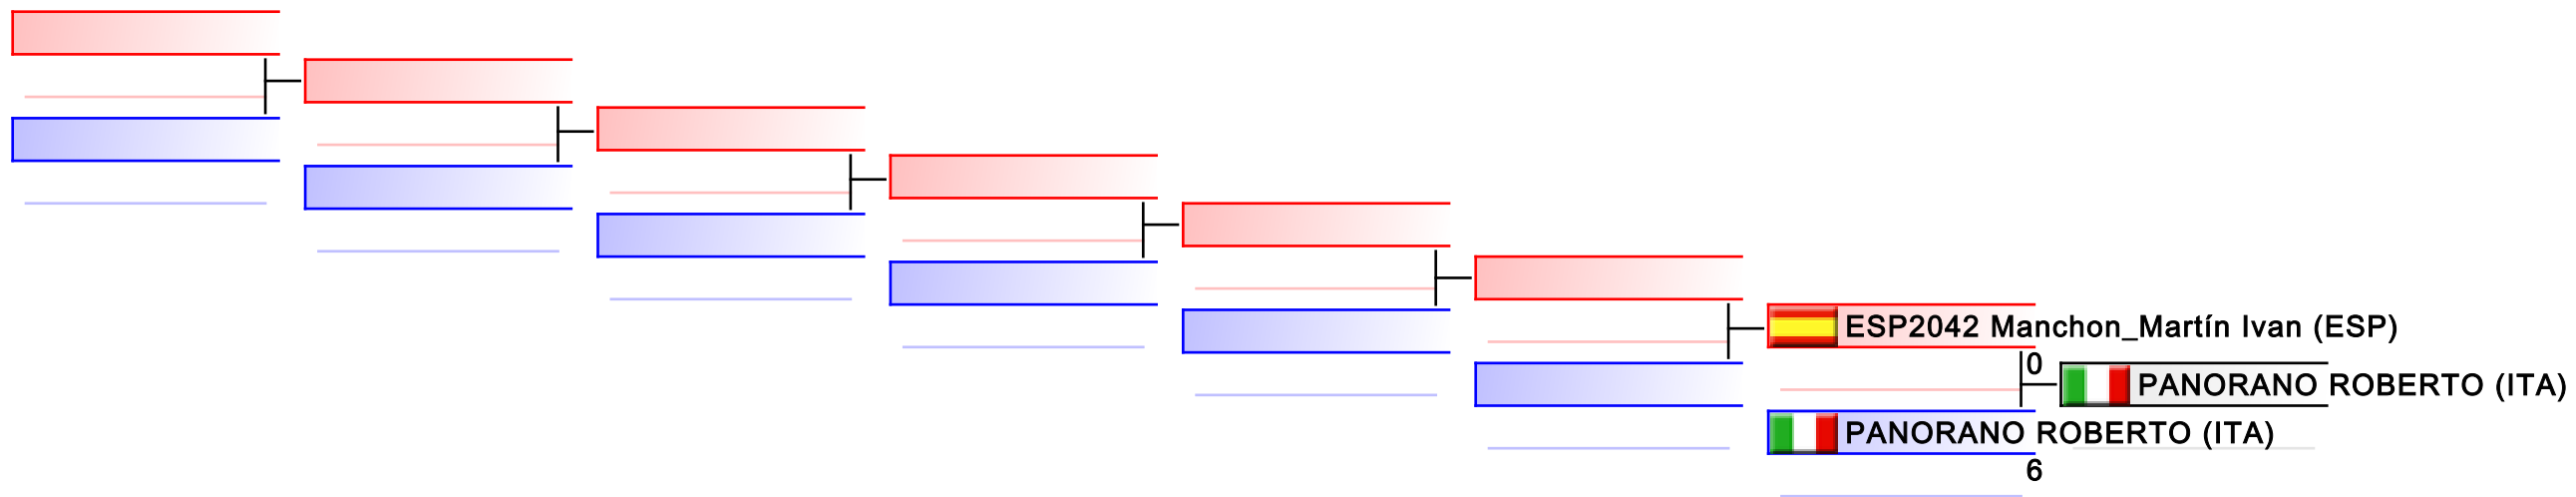 ESP2042 Manchon_Martín Ivan (ESP)
0
PANORANO ROBERTO (ITA)
PANORANO ROBERTO (ITA)
6